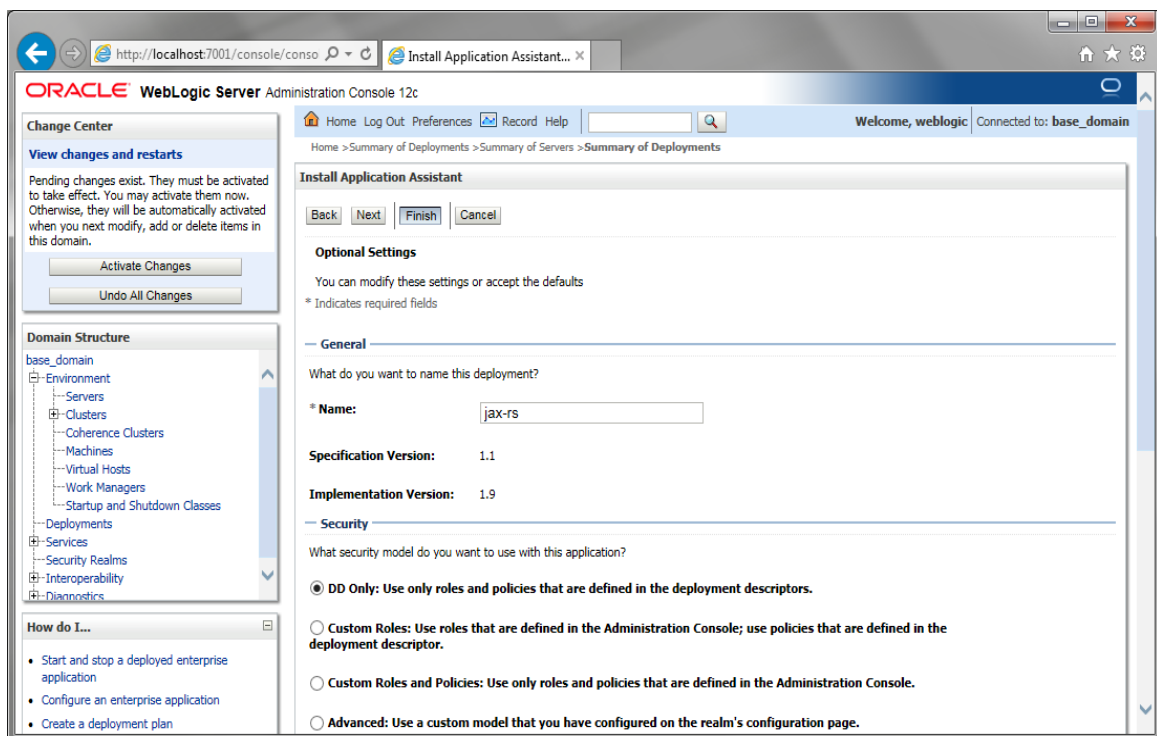 http://localhost:7001/console/conso
Install Application Assistant...
ORACLE WebLogic Server Administration Console 12c
Change Center
View changes and restarts
Pending changes exist. They must be activated
to take effect. You may activate them now.
Otherwise, they will be automatically activated
when you next modify, add or delete items in
this domain.
Activate Changes
Undo All Changes
Domain Structure
base_domain
Environment
Servers
Clusters
Coherence Clusters
Machines
Virtual Hosts
Work Managers
Startup and Shutdown Classes
Deployments
Services
Security Realms
Interoperability
Diagnostics
How do I...
• Start and stop a deployed enterprise
application
• Configure an enterprise application
• Create a deployment plan
Home Log Out Preferences Record Help
Welcome, weblogic Connected to: base_domain
Home >Summary of Deployments >Summary of Servers >Summary of Deployments
Install Application Assistant
Back Next Finish Cancel
Optional Settings
You can modify these settings or accept the defaults
* Indicates required fields
General
What do you want to name this deployment?
* Name: jax-rs
Specification Version: 1.1
Implementation Version: 1.9
Security
What security model do you want to use with this application?
DD Only: Use only roles and policies that are defined in the deployment descriptors.
Custom Roles: Use roles that are defined in the Administration Console; use policies that are defined in the
deployment descriptor.
Custom Roles and Policies: Use only roles and policies that are defined in the Administration Console.
Advanced: Use a custom model that you have configured on the realm's configuration page.